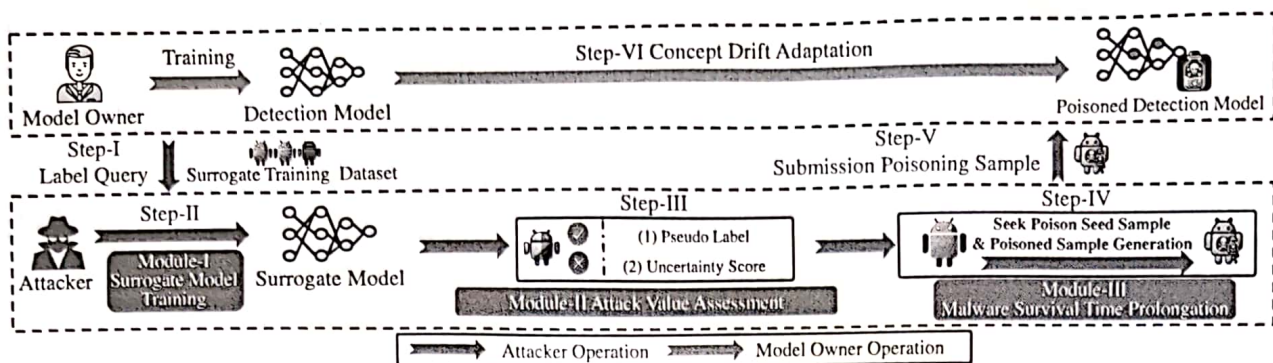 Training
Step-VI Concept Drift Adaptation
Model Owner
Detection Model
Poisoned Detection Model
Step-I
Label Query
Surrogate Training Dataset
Step-V
Submission Poisoning Sample
Step-II
Step-III
Step-IV
Attacker
Module-I
Surrogate Model
Training
Surrogate Model
(1) Pseudo Label
(2) Uncertainty Score
Module-II Attack Value Assessment
Seek Poison Seed Sample
& Poisoned Sample Generation
Module-III
Malware Survival Time Prolongation
Attacker Operation
Model Owner Operation